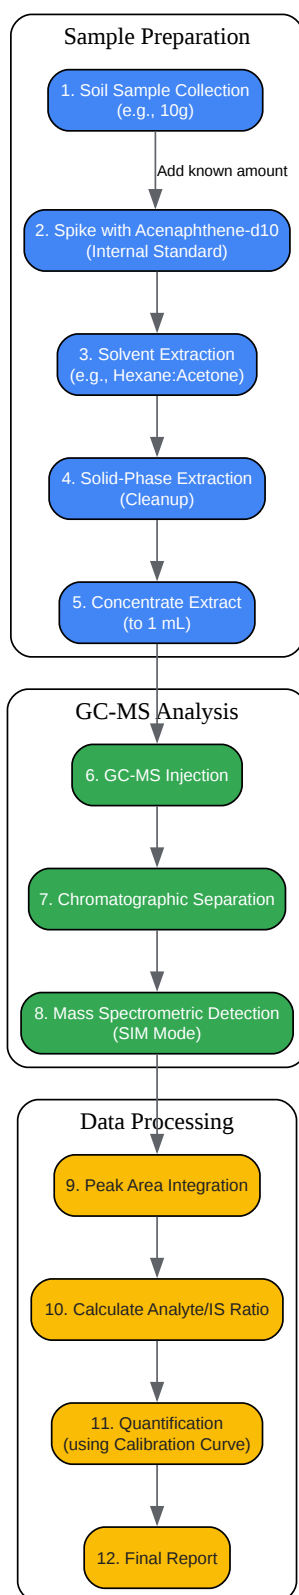 Sample Preparation
1. Soil Sample Collection
(e.g., 10g)
Add known amount
2. Spike with Acenaphthene-d10
(Internal Standard)
3. Solvent Extraction
(e.g., Hexane:Acetone)
4. Solid-Phase Extraction
(Cleanup)
5. Concentrate Extract
(to 1 mL)
GC-MS Analysis
6. GC-MS Injection
7. Chromatographic Separation
8. Mass Spectrometric Detection
(SIM Mode)
Data Processing
9. Peak Area Integration
10. Calculate Analyte/IS Ratio
11. Quantification
(using Calibration Curve)
12. Final Report